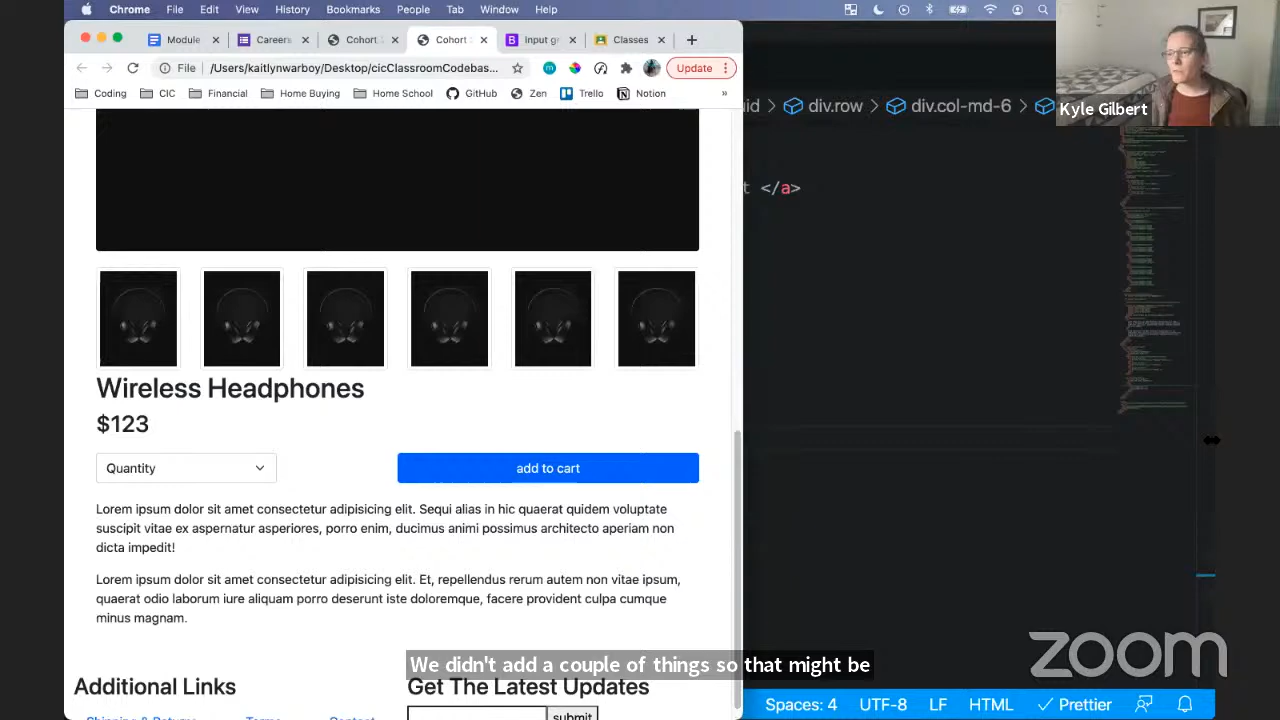 Chrome File Edit View History Bookmarks People Tab Window Help
Module Careers Cohort Cohort Input gr Classes
File /Users/kaitlynwarboy/Desktop/cicClassroomCodebas... Update
Coding CIC Financial Home Buying Home School GitHub Zen Trello Notion »
div.row > div.col-md-6 >
Kyle Gilbert
t </a>
Wireless Headphones
$123
Quantity add to cart
Lorem ipsum dolor sit amet consectetur adipisicing elit. Sequi alias in hic quaerat quidem voluptate
suscipit vitae ex aspernatur asperiores, porro enim, ducimus animi possimus architecto aperiam non
dicta impedit!
Lorem ipsum dolor sit amet consectetur adipisicing elit. Et, repellendus rerum autem non vitae ipsum,
quaerat odio laborum iure aliquam porro deserunt iste doloremque, facere provident culpa cumque
minus magnam.
We didn't add a couple of things so that might be
Additional Links Get The Latest Updates
Shipping & Returns Terms Contact submit
zoom
Spaces: 4 UTF-8 LF HTML Prettier